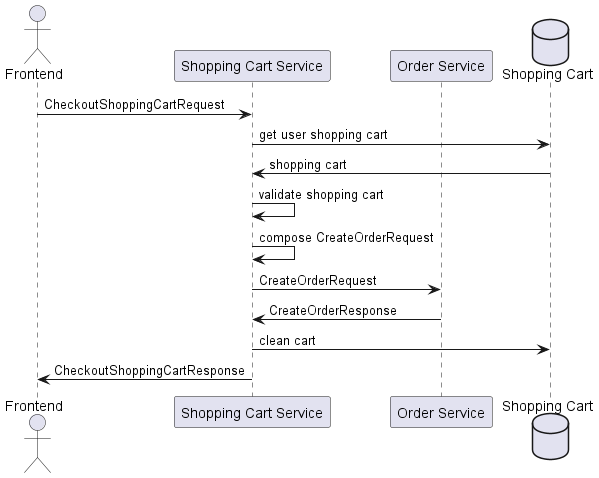 Frontend
Shopping Cart Service
Order Service
Shopping Cart
CheckoutShoppingCartRequest
get user shopping cart
shopping cart
validate shopping cart
compose CreateOrderRequest
CreateOrderRequest
CreateOrderResponse
clean cart
CheckoutShoppingCartResponse
Frontend
Shopping Cart Service
Order Service
Shopping Cart